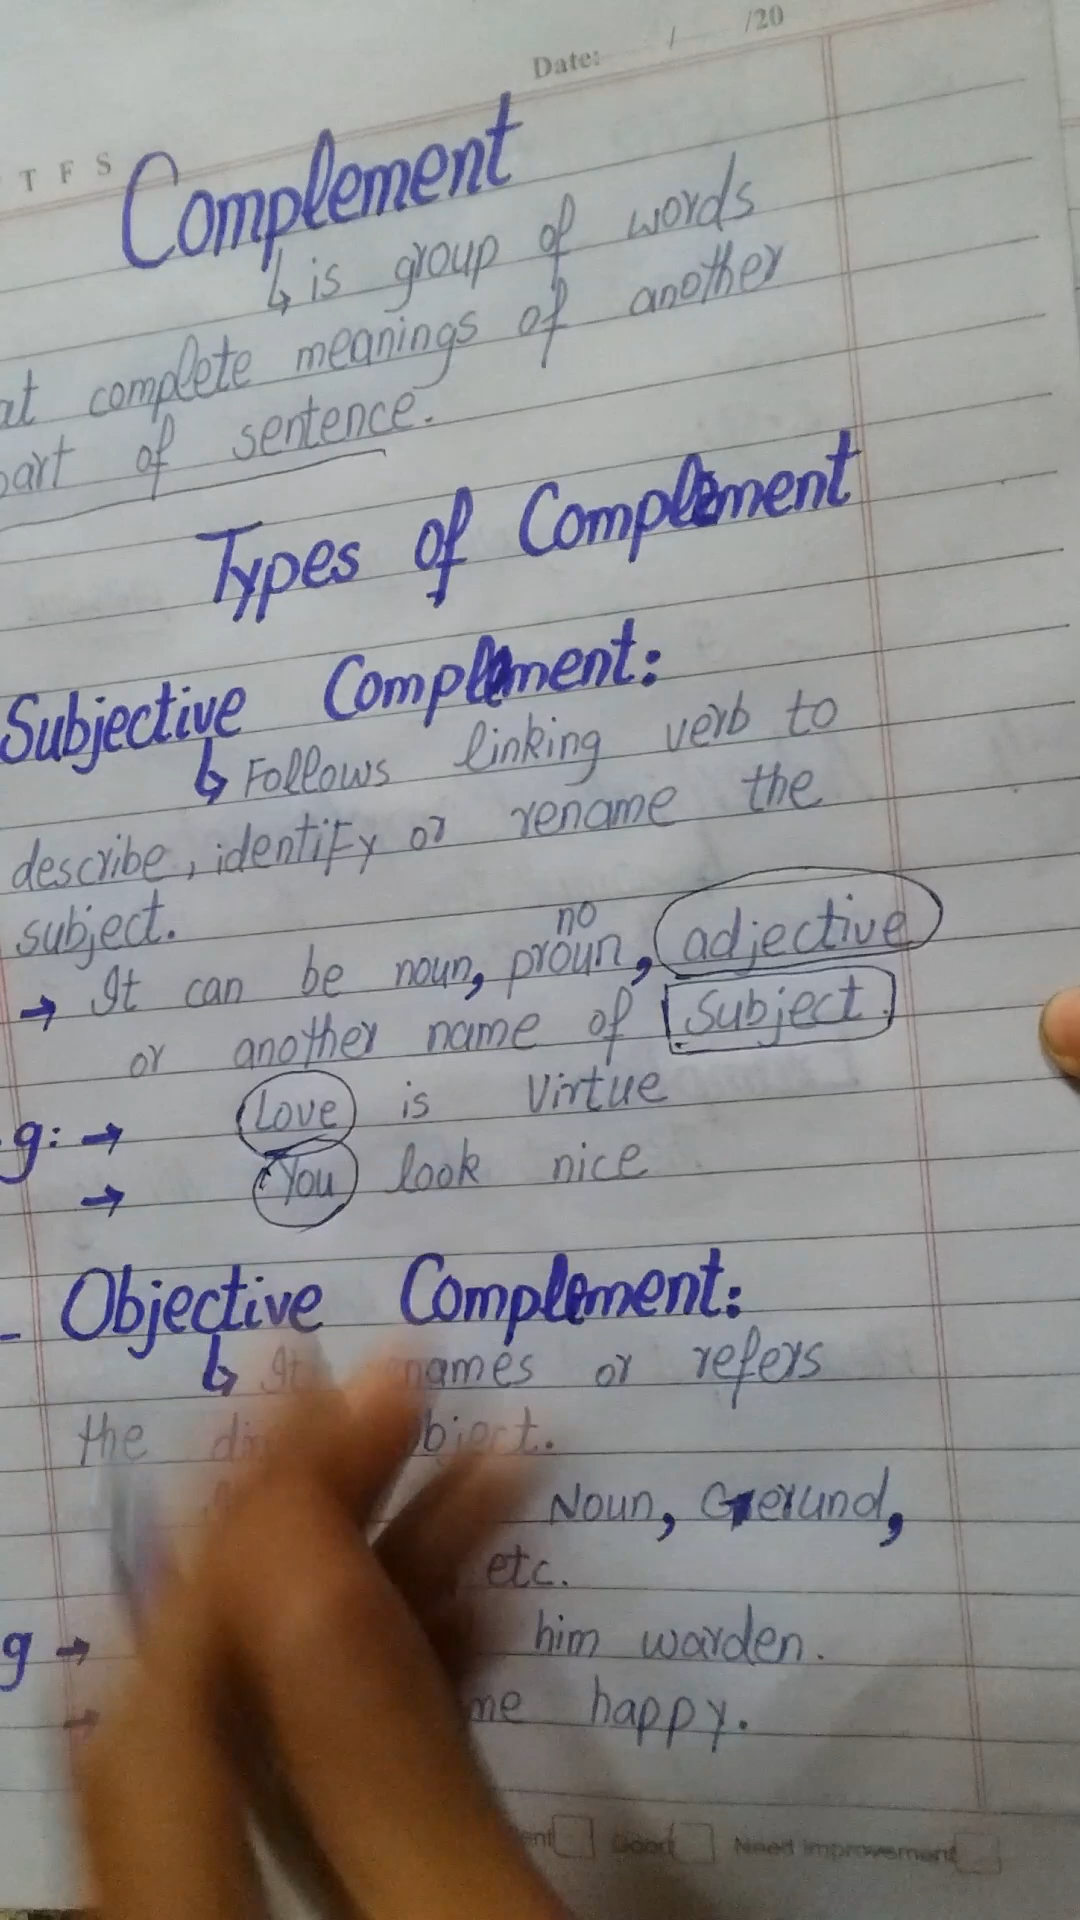 Date: / /20
T F S
Complement
↳ is group of words
at complete meanings of another
part of sentence.
Types of Complement
Subjective Complement:
↳ Follows linking verb to
describe, identify or rename the
subject.
no
→ It can be noun, proun, adjective
or another name of subject.
g: → Love is Virtue
→ You look nice
Objective Complement:
↳ It names or refers
the object.
Noun, Gerund,
etc.
g → him warden.
→ me happy.
Good Need Improvement